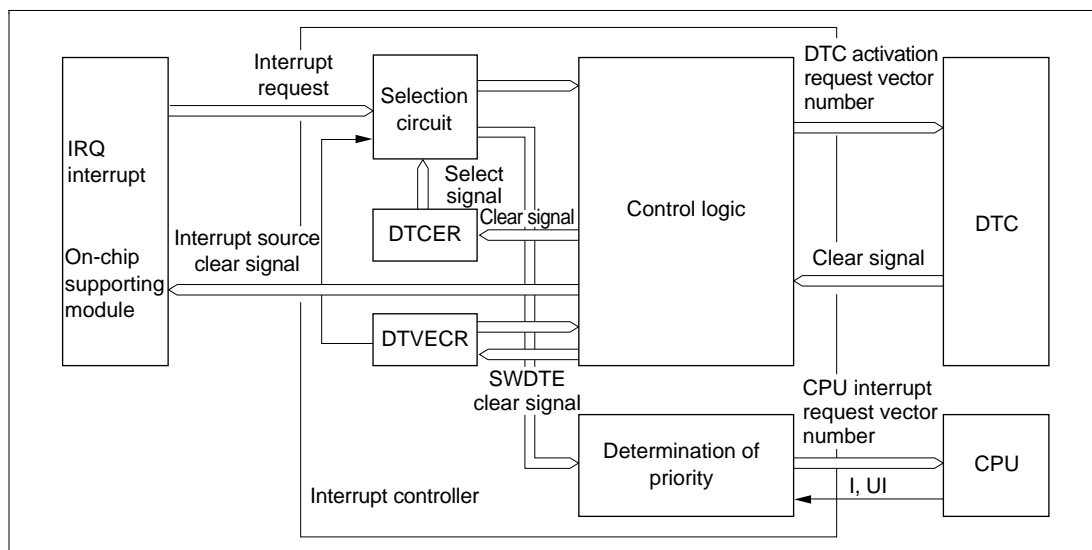 Interrupt
request
Selection
circuit
DTC activation
request vector
number
IRQ
interrupt
Select
signal
Control logic
DTC
DTCER
Clear signal
Interrupt source
clear signal
Clear signal
On-chip
supporting
module
DTVECR
SWDTE
clear signal
CPU interrupt
request vector
number
Determination of
priority
CPU
I, UI
Interrupt controller